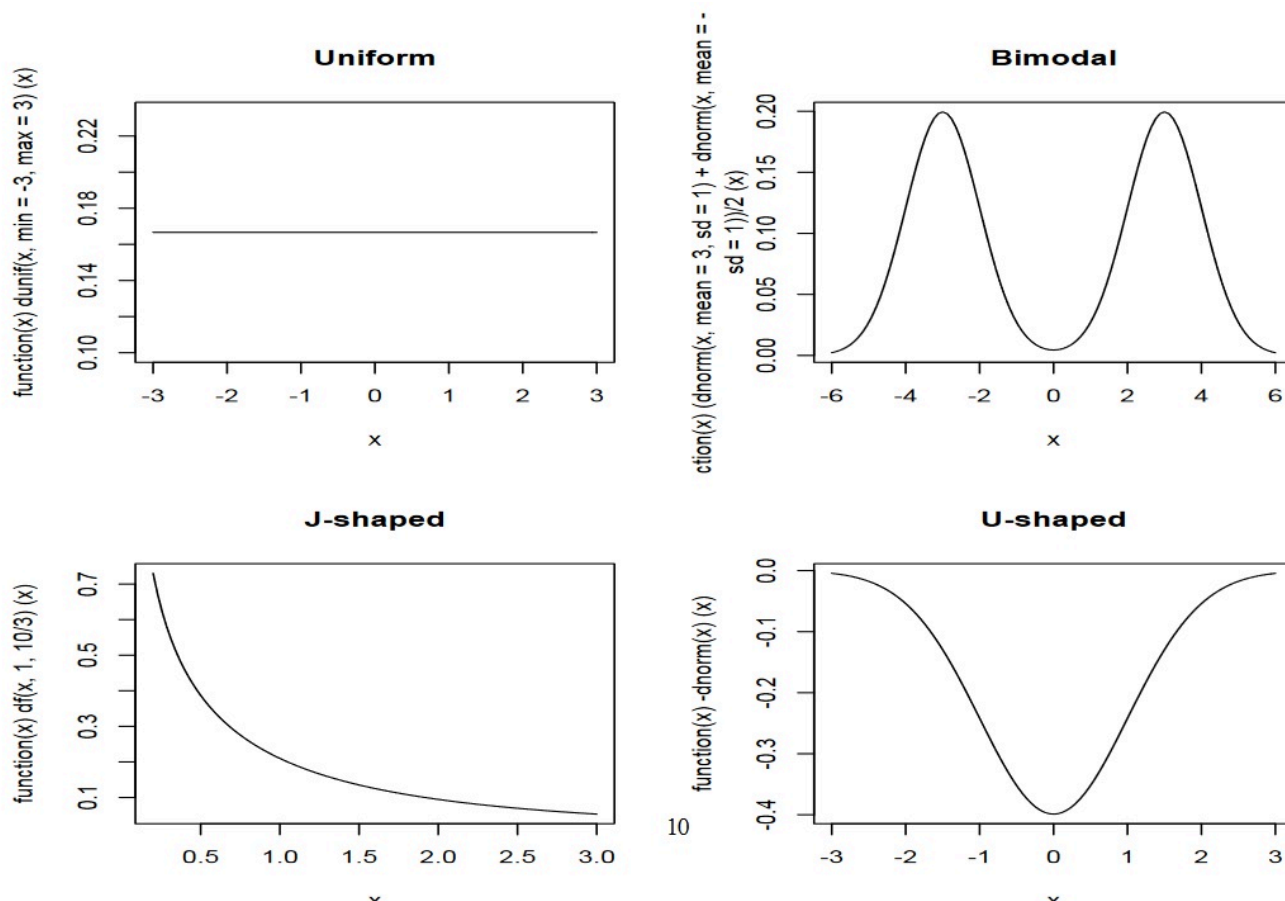 Uniform
function(x) dunif(x, min = -3, max = 3) (x)
0.22
0.18
0.14
0.10
-3 -2 -1 0 1 2 3
x
Bimodal
ction(x) (dnorm(x, mean = 3, sd = 1) + dnorm(x, mean = -
sd = 1))/2 (x)
0.20
0.15
0.10
0.05
0.00
-6 -4 -2 0 2 4 6
x
J-shaped
function(x) df(x, 1, 10/3) (x)
0.7
0.5
0.3
0.1
0.5 1.0 1.5 2.0 2.5 3.0
x
10
U-shaped
function(x) -dnorm(x) (x)
0.0
-0.1
-0.2
-0.3
-0.4
-3 -2 -1 0 1 2 3
x